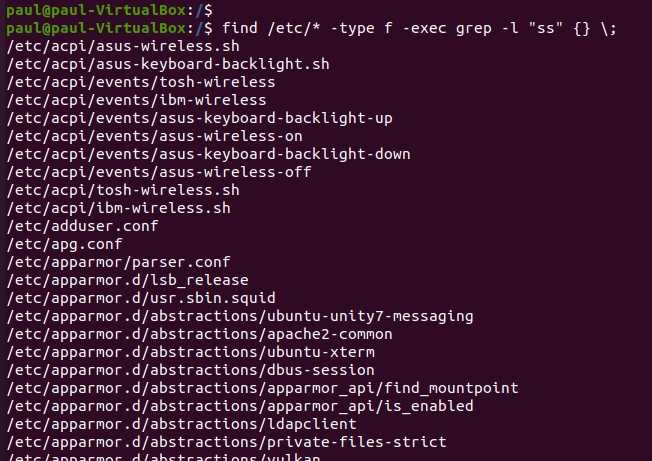 paul@paul-VirtualBox:/$
paul@paul-VirtualBox:/$ find /etc/* -type f -exec grep -l "ss" {} \;
/etc/acpi/asus-wireless.sh
/etc/acpi/asus-keyboard-backlight.sh
/etc/acpi/events/tosh-wireless
/etc/acpi/events/ibm-wireless
/etc/acpi/events/asus-keyboard-backlight-up
/etc/acpi/events/asus-wireless-on
/etc/acpi/events/asus-keyboard-backlight-down
/etc/acpi/events/asus-wireless-off
/etc/acpi/tosh-wireless.sh
/etc/acpi/ibm-wireless.sh
/etc/adduser.conf
/etc/apg.conf
/etc/apparmor/parser.conf
/etc/apparmor.d/lsb_release
/etc/apparmor.d/usr.sbin.squid
/etc/apparmor.d/abstractions/ubuntu-unity7-messaging
/etc/apparmor.d/abstractions/apache2-common
/etc/apparmor.d/abstractions/ubuntu-xterm
/etc/apparmor.d/abstractions/dbus-session
/etc/apparmor.d/abstractions/apparmor_api/find_mountpoint
/etc/apparmor.d/abstractions/apparmor_api/is_enabled
/etc/apparmor.d/abstractions/ldapclient
/etc/apparmor.d/abstractions/private-files-strict
/etc/apparmor.d/abstractions/vulkan